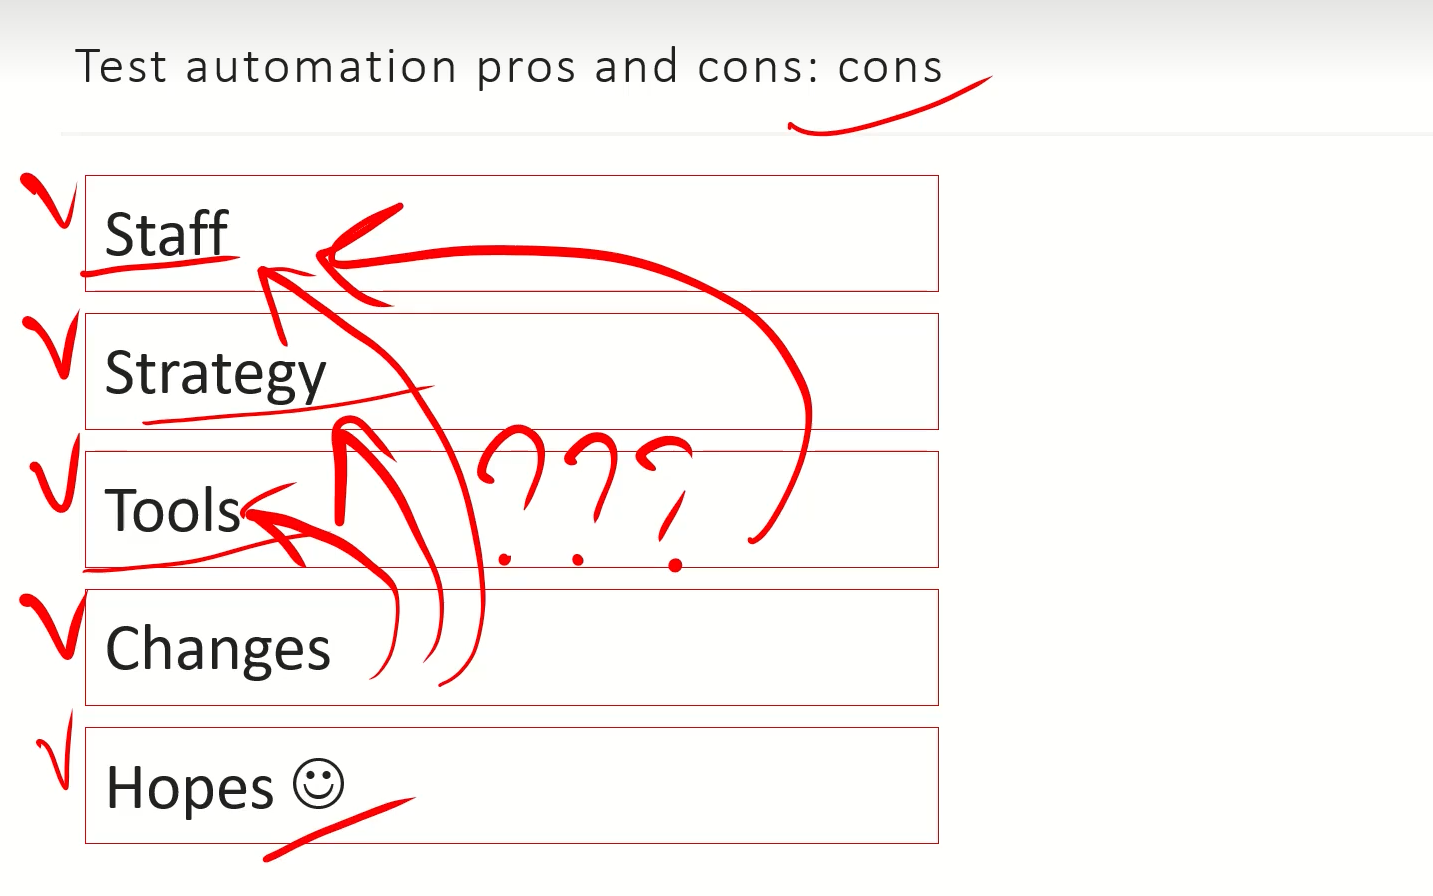 Test automation pros and cons: cons
Staff
Strategy
???
Tools
Changes
Hopes ☺